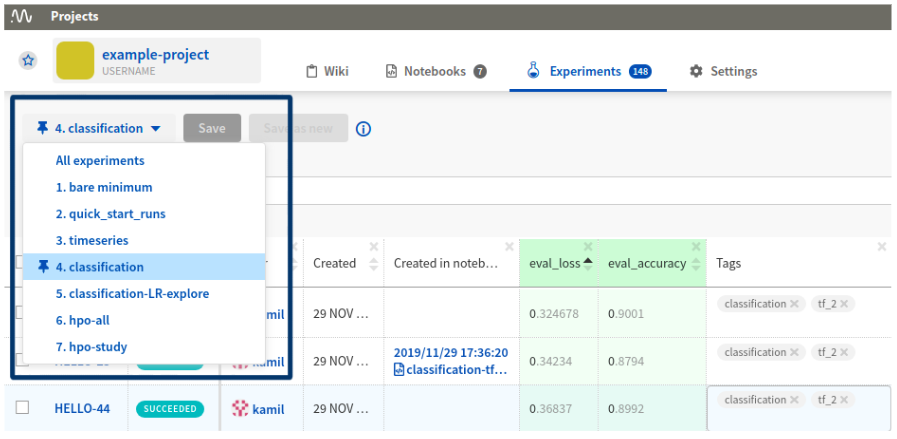 Projects
example-project
USERNAME
Wiki
Notebooks 7
Experiments 148
Settings
4. classification
Save
Save as new
All experiments
1. bare minimum
2. quick_start_runs
3. timeseries
4. classification
5. classification-LR-explore
6. hpo-all
7. hpo-study
Created
Created in noteb...
eval_loss
eval_accuracy
Tags
mil
29 NOV ...
0.324678
0.9001
classification
tf_2
kamil
29 NOV ...
2019/11/29 17:36:20
classification-tf...
0.34234
0.8794
classification
tf_2
HELLO-44
SUCCEEDED
kamil
29 NOV ...
0.36837
0.8992
classification
tf_2